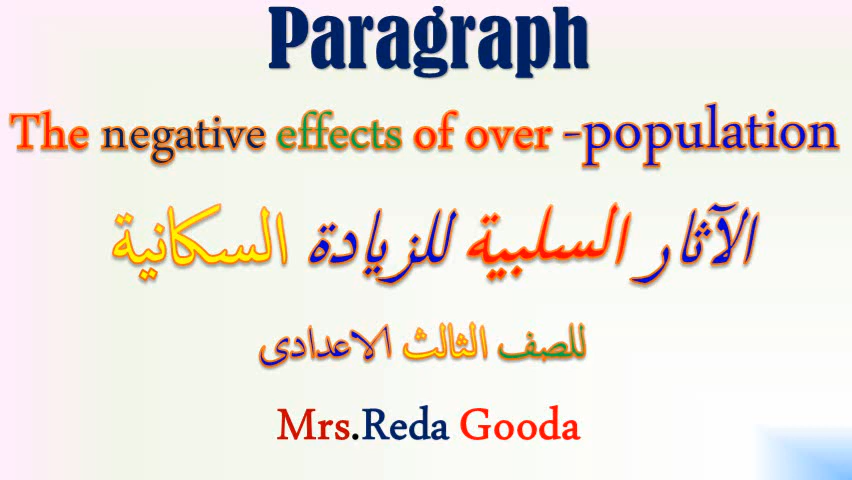 Paragraph
The negative effects of over -population
الآثار السلبية للزيادة السكانية
للصف الثالث الاعدادى
Mrs.Reda Gooda